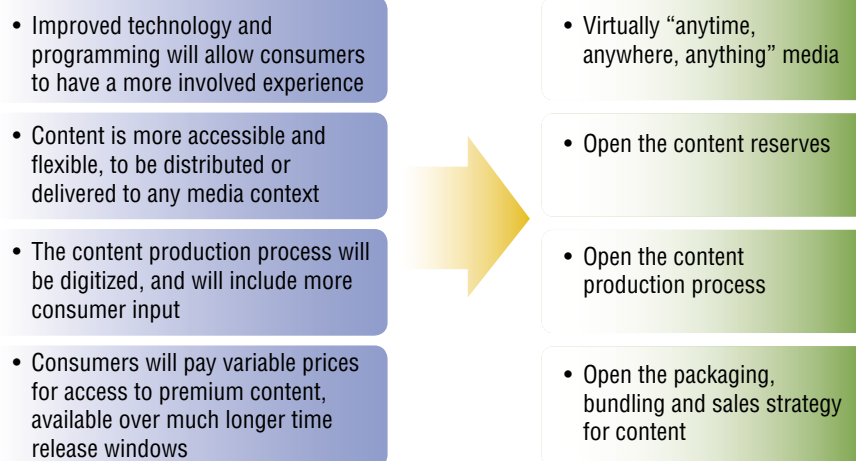 • Improved technology and
programming will allow consumers
to have a more involved experience
• Content is more accessible and
flexible, to be distributed or
delivered to any media context
• The content production process will
be digitized, and will include more
consumer input
• Consumers will pay variable prices
for access to premium content,
available over much longer time
release windows
• Virtually “anytime,
anywhere, anything” media
• Open the content reserves
• Open the content
production process
• Open the packaging,
bundling and sales strategy
for content